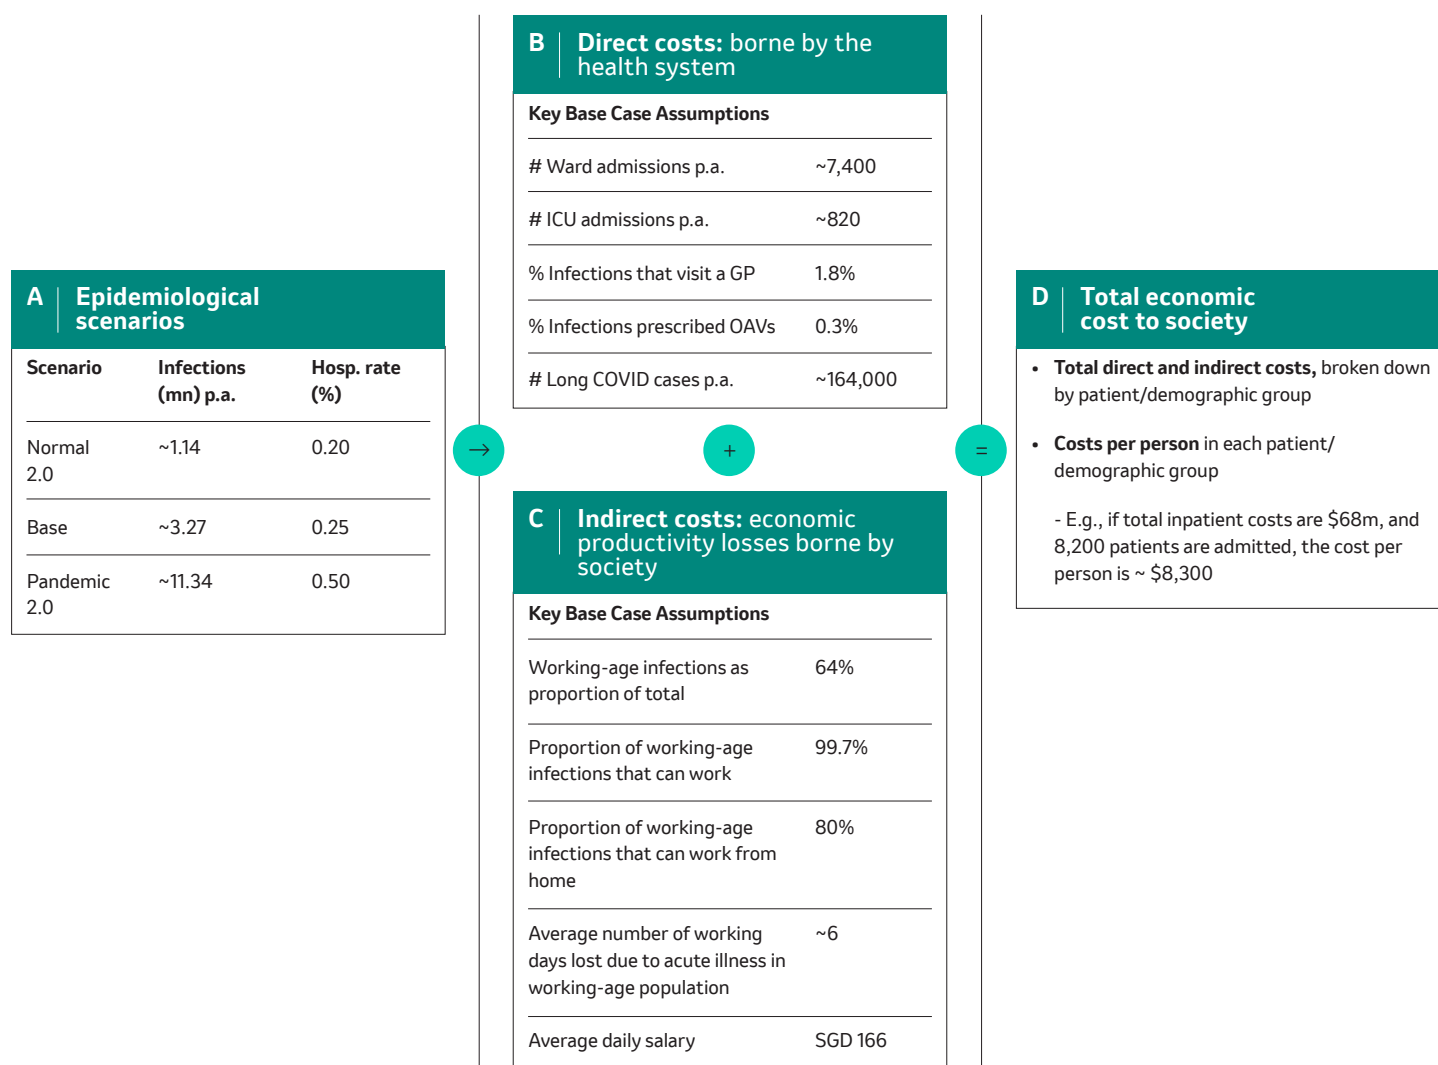 A
Epidemiological
scenarios
Scenario
Infections
(mn) p.a.
Hosp. rate
(%)
Normal
2.0
~1.14
0.20
Base
~3.27
0.25
Pandemic
2.0
~11.34
0.50
→
B
Direct costs: borne by the
health system
Key Base Case Assumptions
# Ward admissions p.a.
~7,400
# ICU admissions p.a.
~820
% Infections that visit a GP
1.8%
% Infections prescribed OAVs
0.3%
# Long COVID cases p.a.
~164,000
+
C
Indirect costs: economic
productivity losses borne by
society
Key Base Case Assumptions
Working-age infections as
proportion of total
64%
Proportion of working-age
infections that can work
99.7%
Proportion of working-age
infections that can work from
home
80%
Average number of working
days lost due to acute illness in
working-age population
~6
Average daily salary
SGD 166
=
D
Total economic
cost to society
• Total direct and indirect costs, broken down
by patient/demographic group
• Costs per person in each patient/
demographic group
- E.g., if total inpatient costs are $68m, and
8,200 patients are admitted, the cost per
person is ~ $8,300